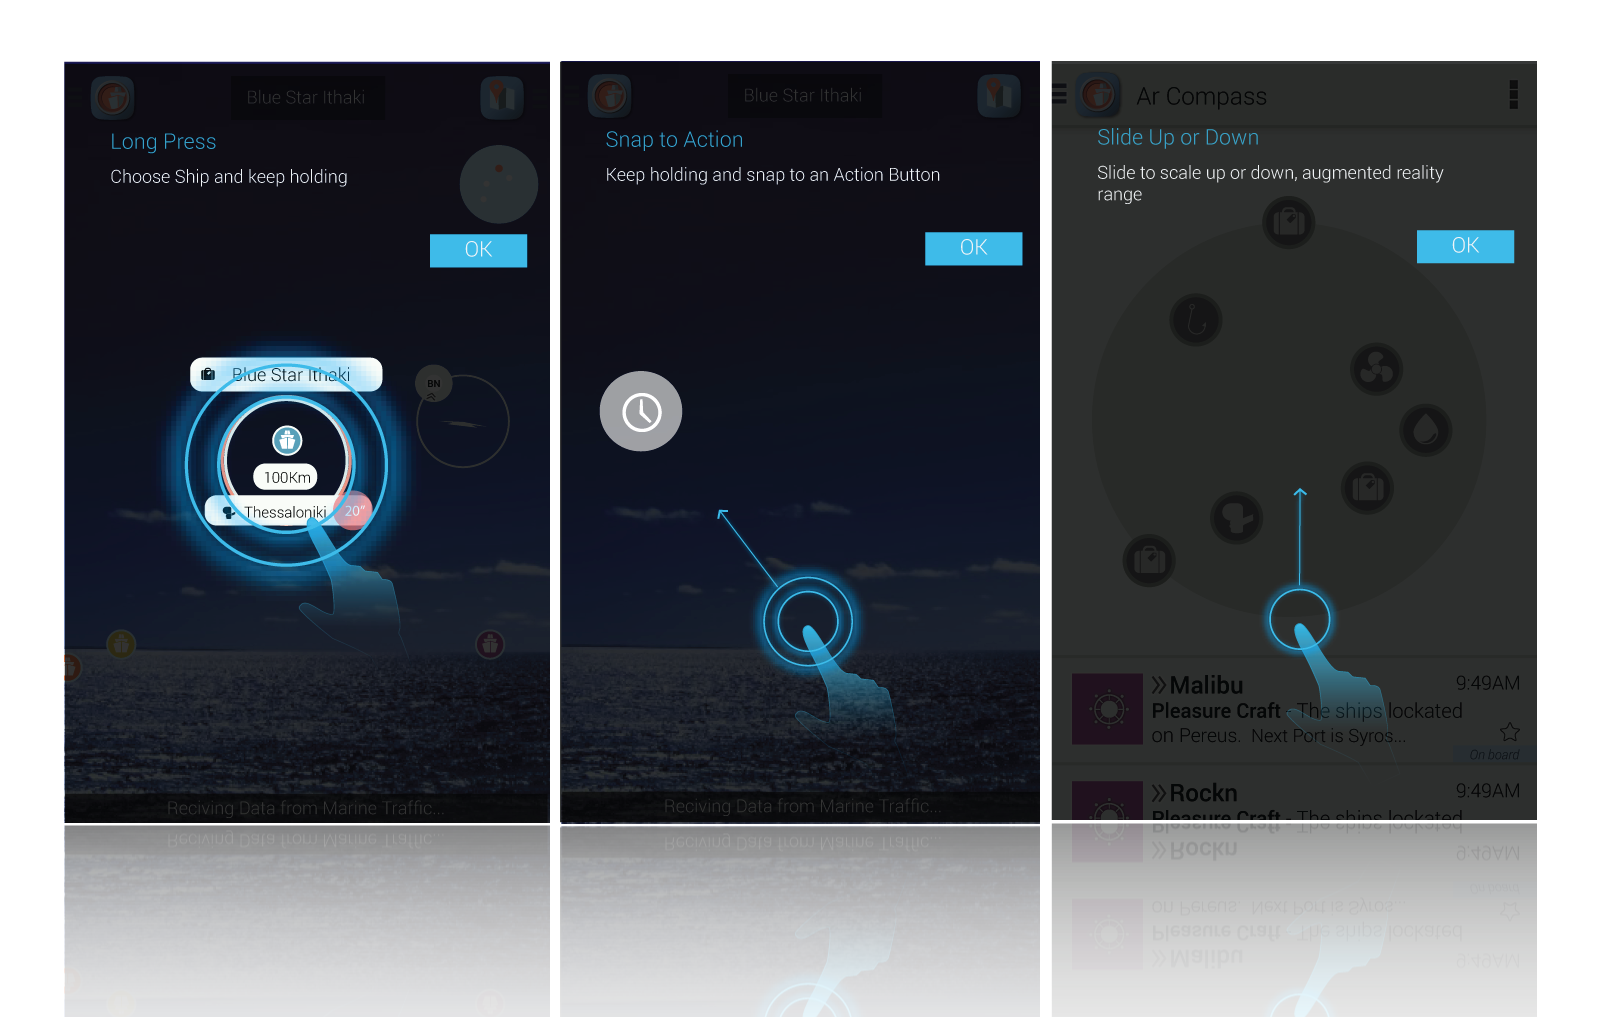 Blue Star Ithaki
Long Press
Choose Ship and keep holding
OK
BN
Blue Star Ithaki
100Km
Thessaloniki
20"
Reciving Data from Marine Traffic...
Blue Star Ithaki
Snap to Action
Keep holding and snap to an Action Button
OK
Reciving Data from Marine Traffic...
Ar Compass
Slide Up or Down
Slide to scale up or down, augmented reality
range
OK
»Malibu 9:49AM
Pleasure Craft - The ships lockated
on Pereus. Next Port is Syros...
On board
»Rockn 9:49AM
Pleasure Craft - The ships lockated